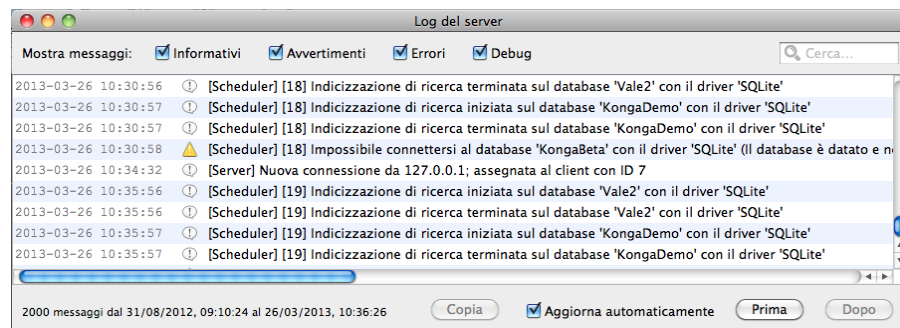 Log del server
Mostra messaggi: Informativi Avvertimenti Errori Debug Cerca...
2013-03-26 10:30:56 [Scheduler] [18] Indicizzazione di ricerca terminata sul database 'Vale2' con il driver 'SQLite'
2013-03-26 10:30:57 [Scheduler] [18] Indicizzazione di ricerca iniziata sul database 'KongaDemo' con il driver 'SQLite'
2013-03-26 10:30:57 [Scheduler] [18] Indicizzazione di ricerca terminata sul database 'KongaDemo' con il driver 'SQLite'
2013-03-26 10:30:58 [Scheduler] [18] Impossibile connettersi al database 'KongaBeta' con il driver 'SQLite' (Il database è datato e
2013-03-26 10:34:32 [Server] Nuova connessione da 127.0.0.1; assegnata al client con ID 7
2013-03-26 10:35:56 [Scheduler] [19] Indicizzazione di ricerca iniziata sul database 'Vale2' con il driver 'SQLite'
2013-03-26 10:35:56 [Scheduler] [19] Indicizzazione di ricerca terminata sul database 'Vale2' con il driver 'SQLite'
2013-03-26 10:35:57 [Scheduler] [19] Indicizzazione di ricerca iniziata sul database 'KongaDemo' con il driver 'SQLite'
2013-03-26 10:35:57 [Scheduler] [19] Indicizzazione di ricerca terminata sul database 'KongaDemo' con il driver 'SQLite'
2000 messaggi dal 31/08/2012, 09:10:24 al 26/03/2013, 10:36:26 Copia Aggiorna automaticamente Prima Dopo